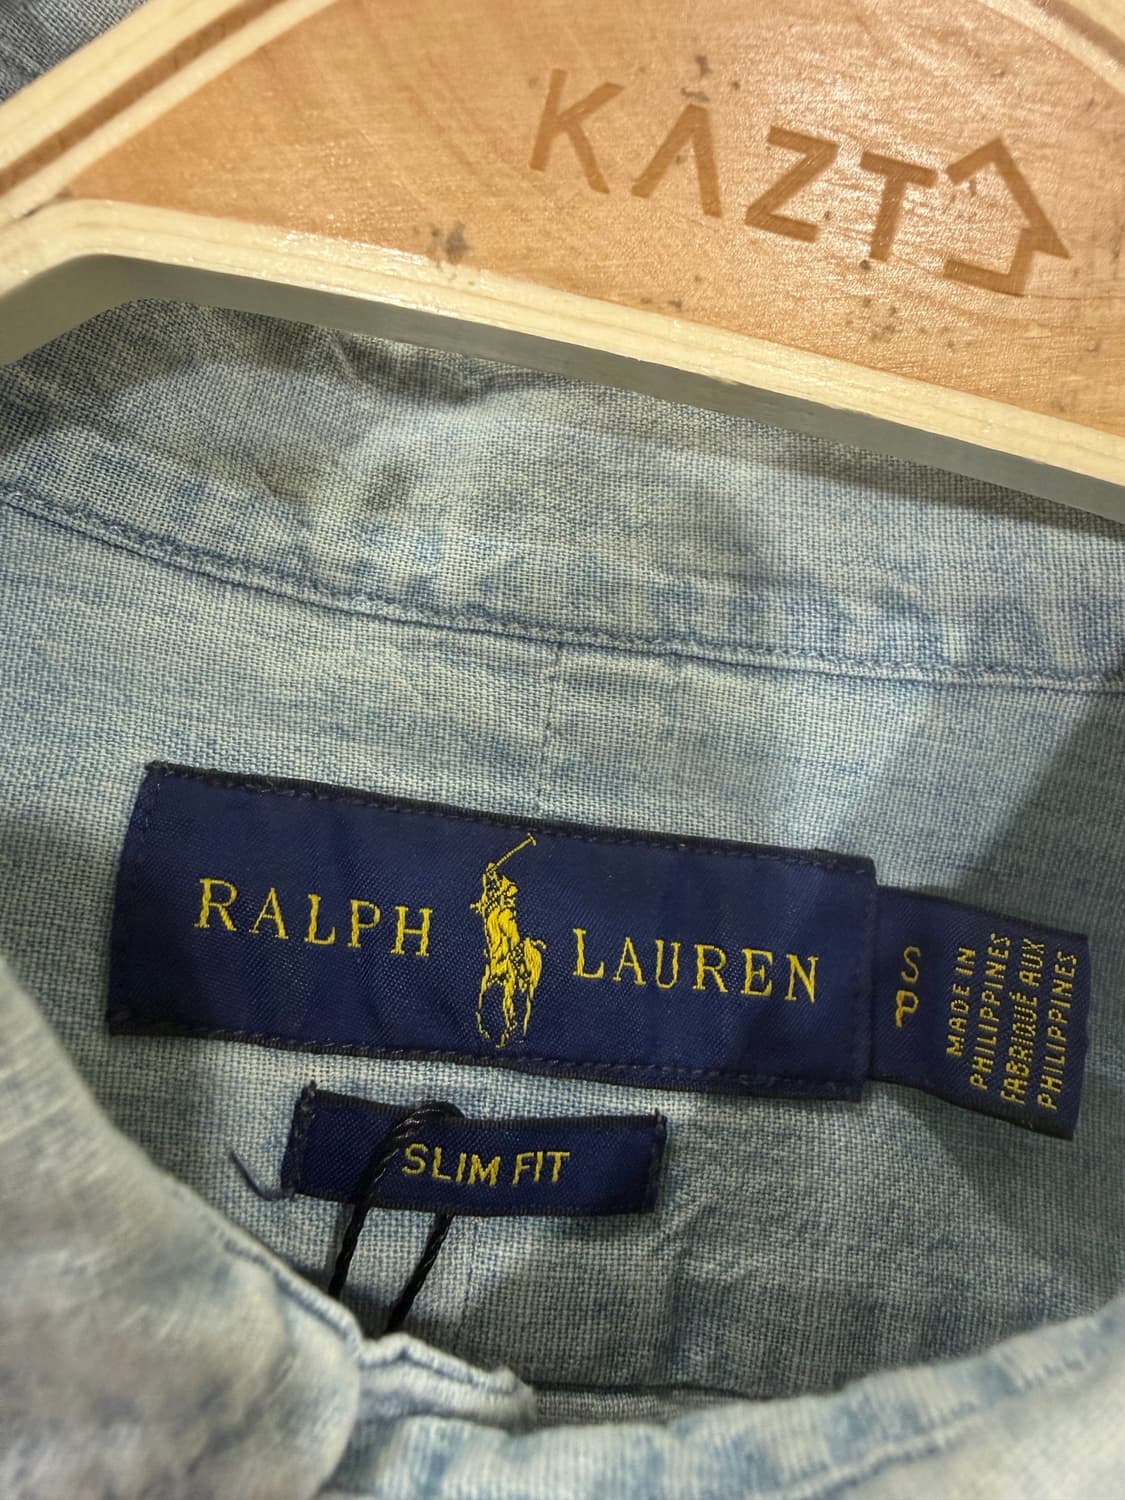 KAZT
RALPH LAUREN
S
P
MADE IN
PHILIPPINES
FABRIQUÉ AUX
PHILIPPINES
SLIM FIT